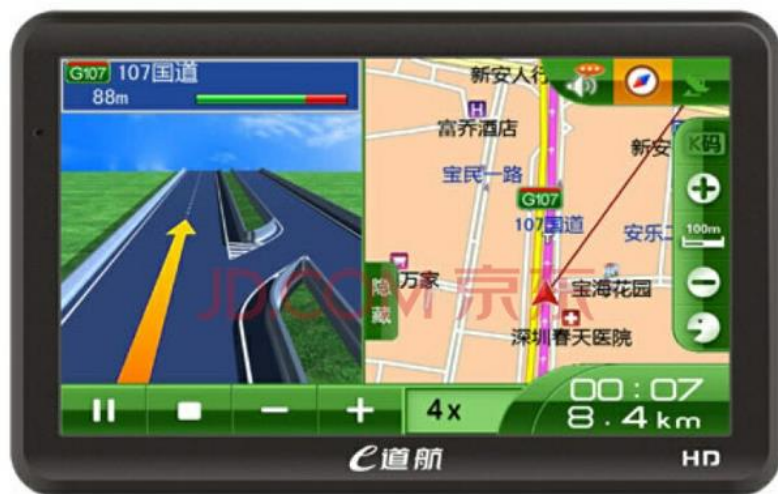 G107 107国道
88m
新安人行
富乔酒店
新安
K码
宝民一路
G107
107国道
安乐二
100m
万家
隐藏
宝海花园
JD.COM 京东
深圳春天医院
4x
00:07
8.4km
e道航
HD